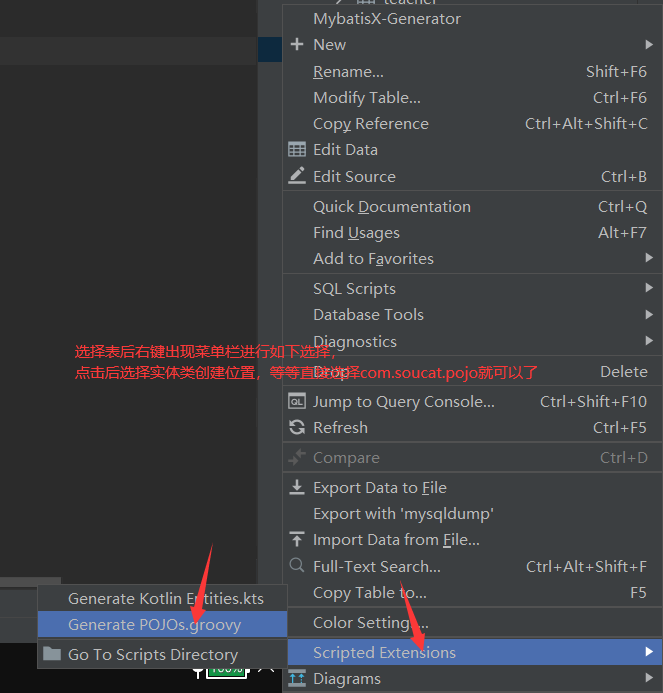 teacher
MybatisX-Generator
New
Rename... Shift+F6
Modify Table... Ctrl+F6
Copy Reference Ctrl+Alt+Shift+C
Edit Data
Edit Source Ctrl+B
Quick Documentation Ctrl+Q
Find Usages Alt+F7
Add to Favorites
SQL Scripts
Database Tools
Diagnostics
选择表后右键出现菜单栏进行如下选择,
点击后选择实体类创建位置，等等直接选择com.soucat.pojo就可以了
Drop Delete
Jump to Query Console... Ctrl+Shift+F10
Refresh Ctrl+F5
Compare Ctrl+D
Export Data to File
Export with 'mysqldump'
Import Data from File...
Full-Text Search... Ctrl+Alt+Shift+F
Copy Table to... F5
Color Settings...
Scripted Extensions
Diagrams
Generate Kotlin Entities.kts
Generate POJOs.groovy
Go To Scripts Directory
100%